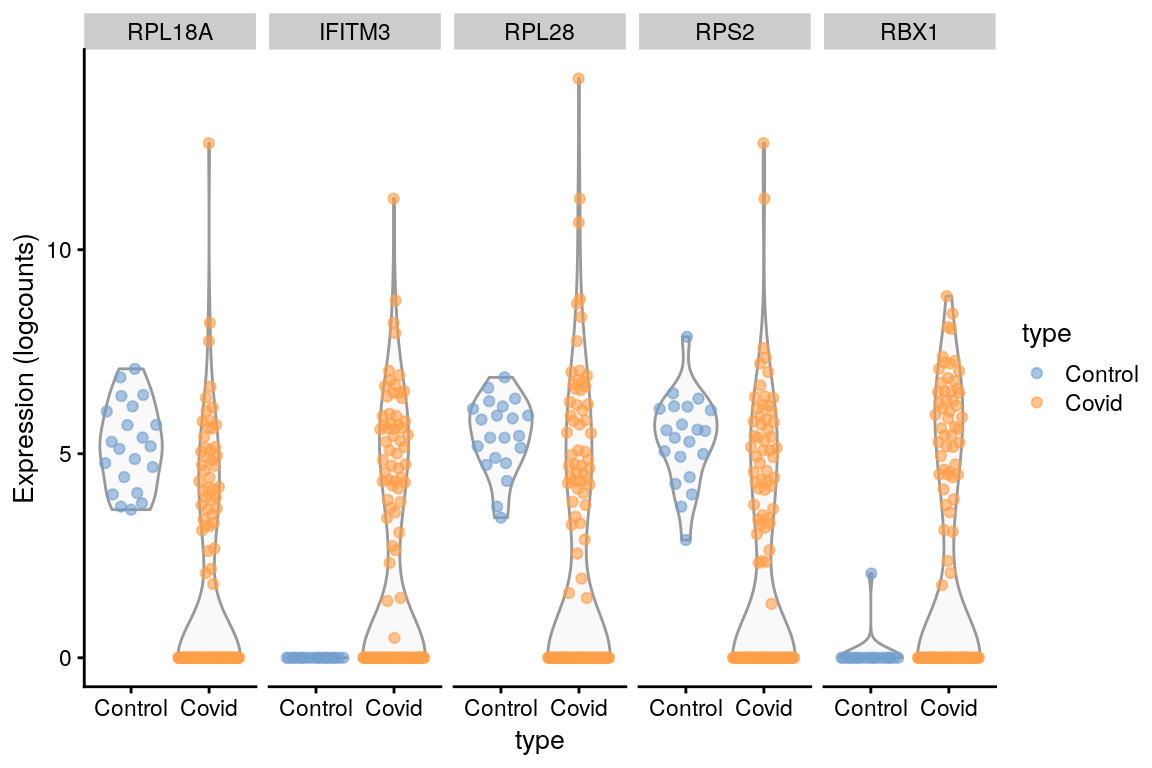 RPL18A IFITM3 RPL28 RPS2 RBX1
Expression (logcounts)
10
5
0
Control Covid Control Covid Control Covid Control Covid Control Covid
type
type
Control
Covid